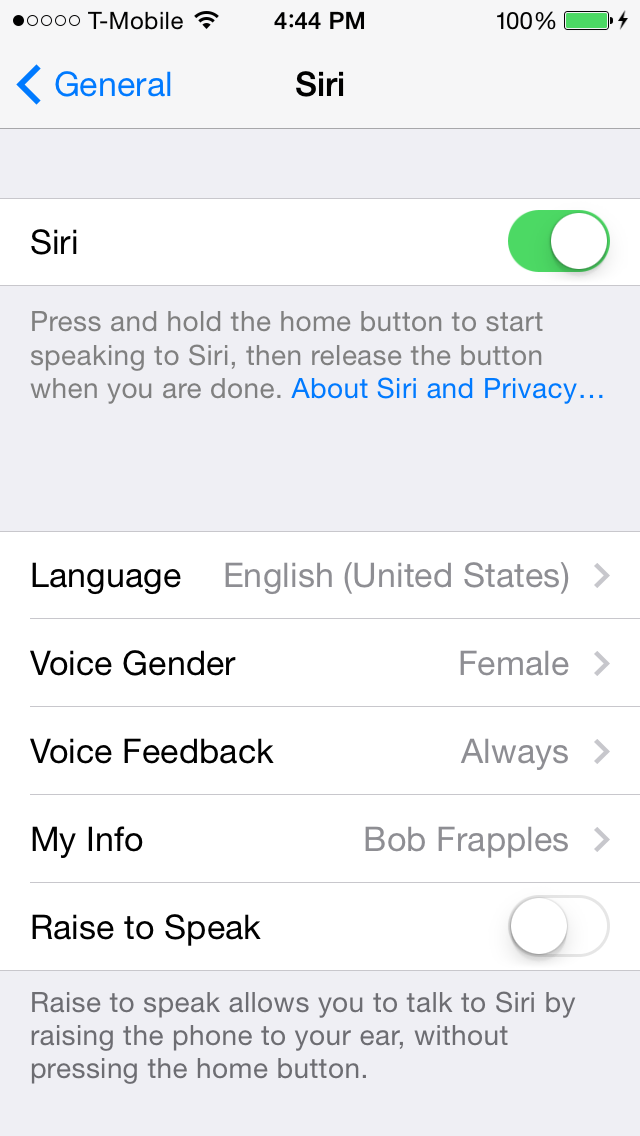 T-Mobile 4:44 PM 100%
General Siri
Siri
Press and hold the home button to start
speaking to Siri, then release the button
when you are done. About Siri and Privacy…
Language English (United States)
Voice Gender Female
Voice Feedback Always
My Info Bob Frapples
Raise to Speak
Raise to speak allows you to talk to Siri by
raising the phone to your ear, without
pressing the home button.